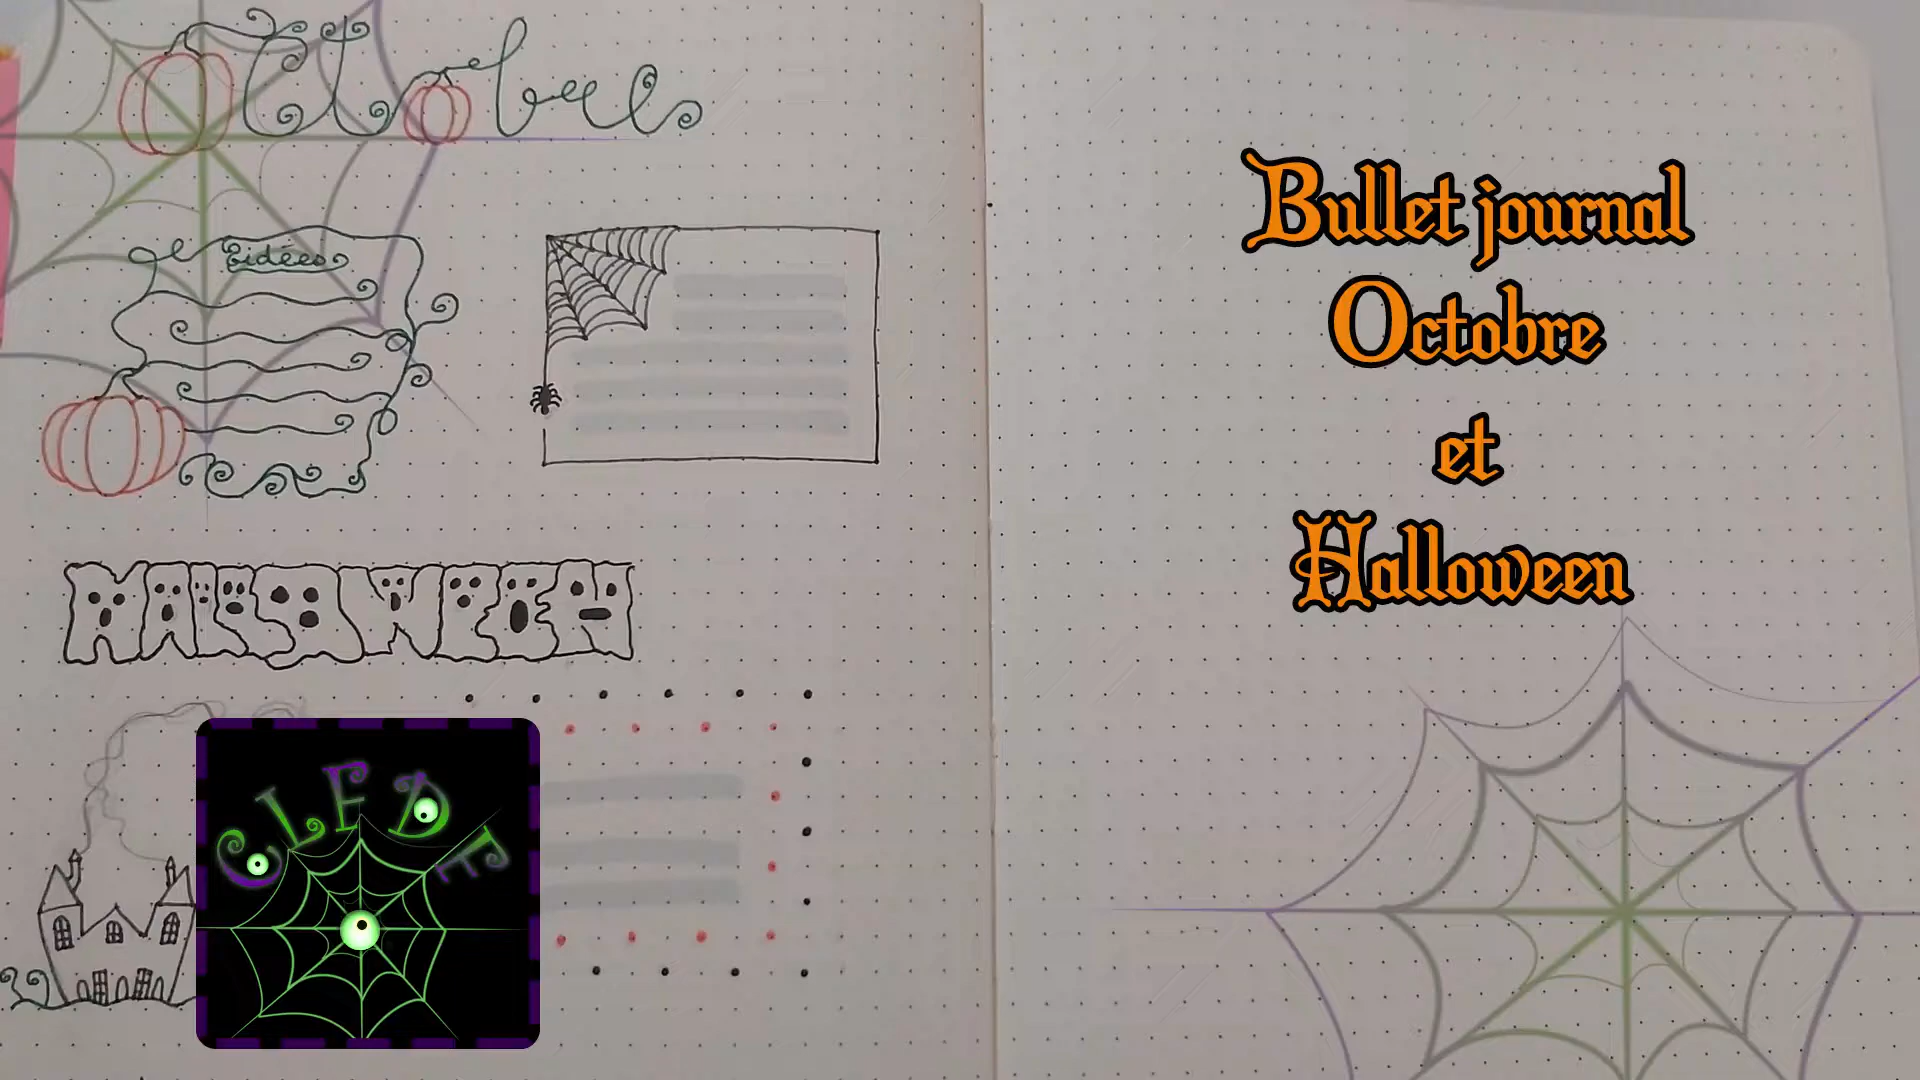 Octobre
idées
HALLOWEEN
CLEDE
Bullet journal
Octobre
et
Halloween